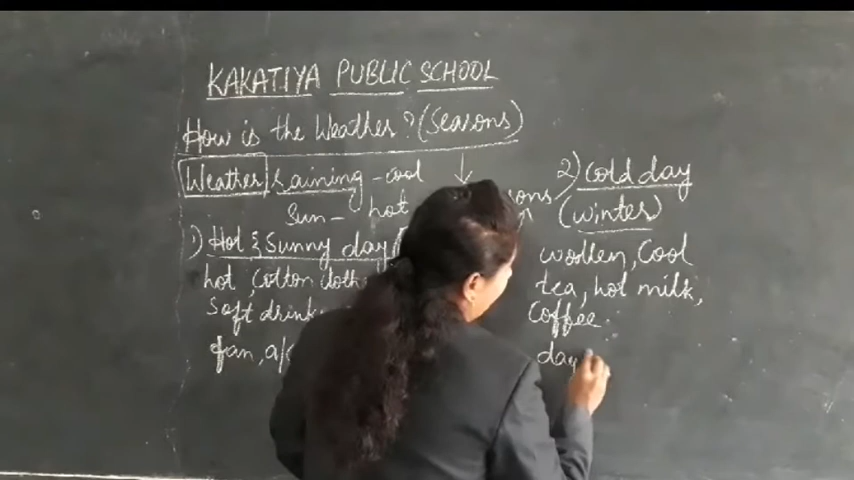 KAKATIYA PUBLIC SCHOOL
How is the Weather? (Seasons)
Weather raining - cool
Sun - hot
1) Hot & Sunny day
hot, cotton
Soft drink
fan, a/c
2) Cold day
(winter)
woollen, Cool
tea, hot milk,
Coffee.
day